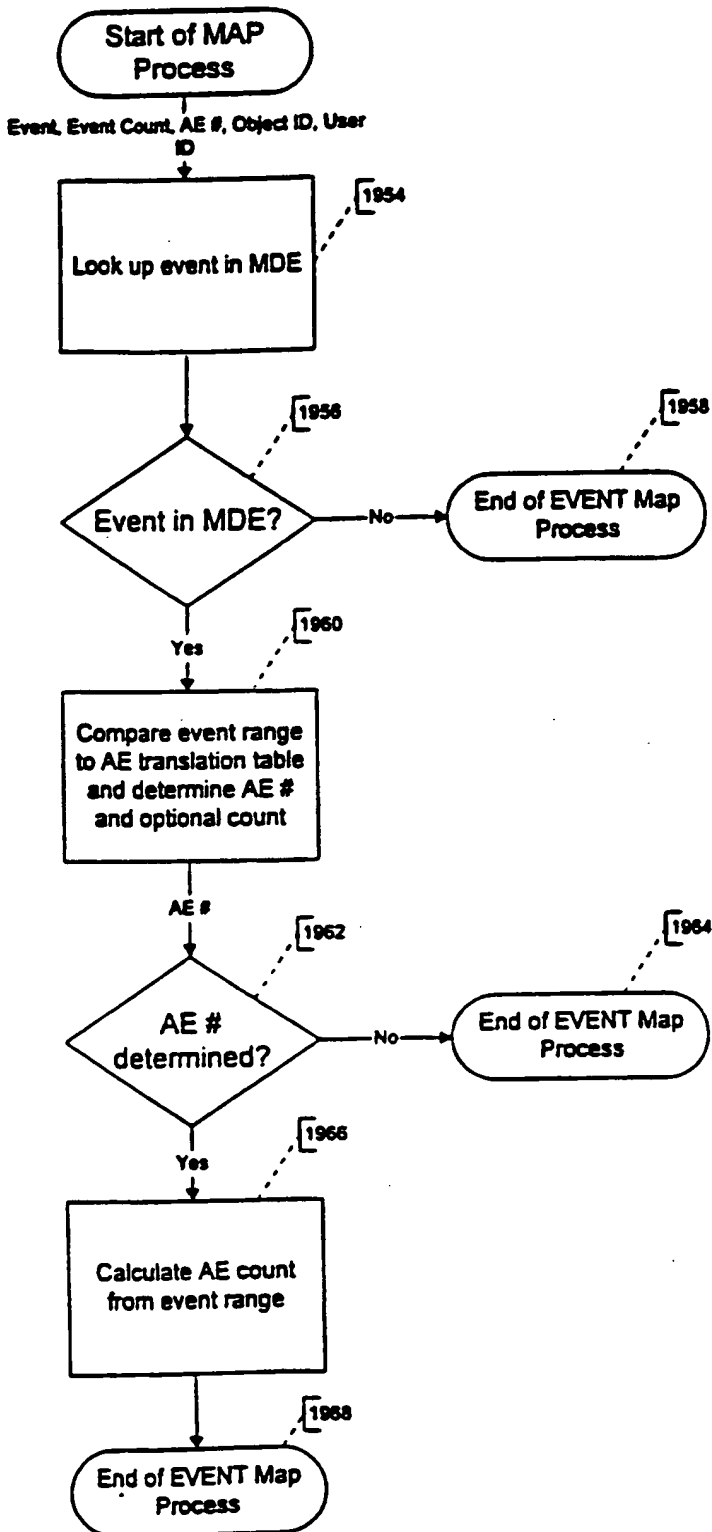 Start of MAP
Process
Event, Event Count, AE #, Object ID, User
ID
1954
Look up event in MDE
1956
1958
Event in MDE?
No
End of EVENT Map
Process
Yes
1960
Compare event range
to AE translation table
and determine AE #
and optional count
AE #
1962
1964
AE #
determined?
No
End of EVENT Map
Process
Yes
1966
Calculate AE count
from event range
1968
End of EVENT Map
Process